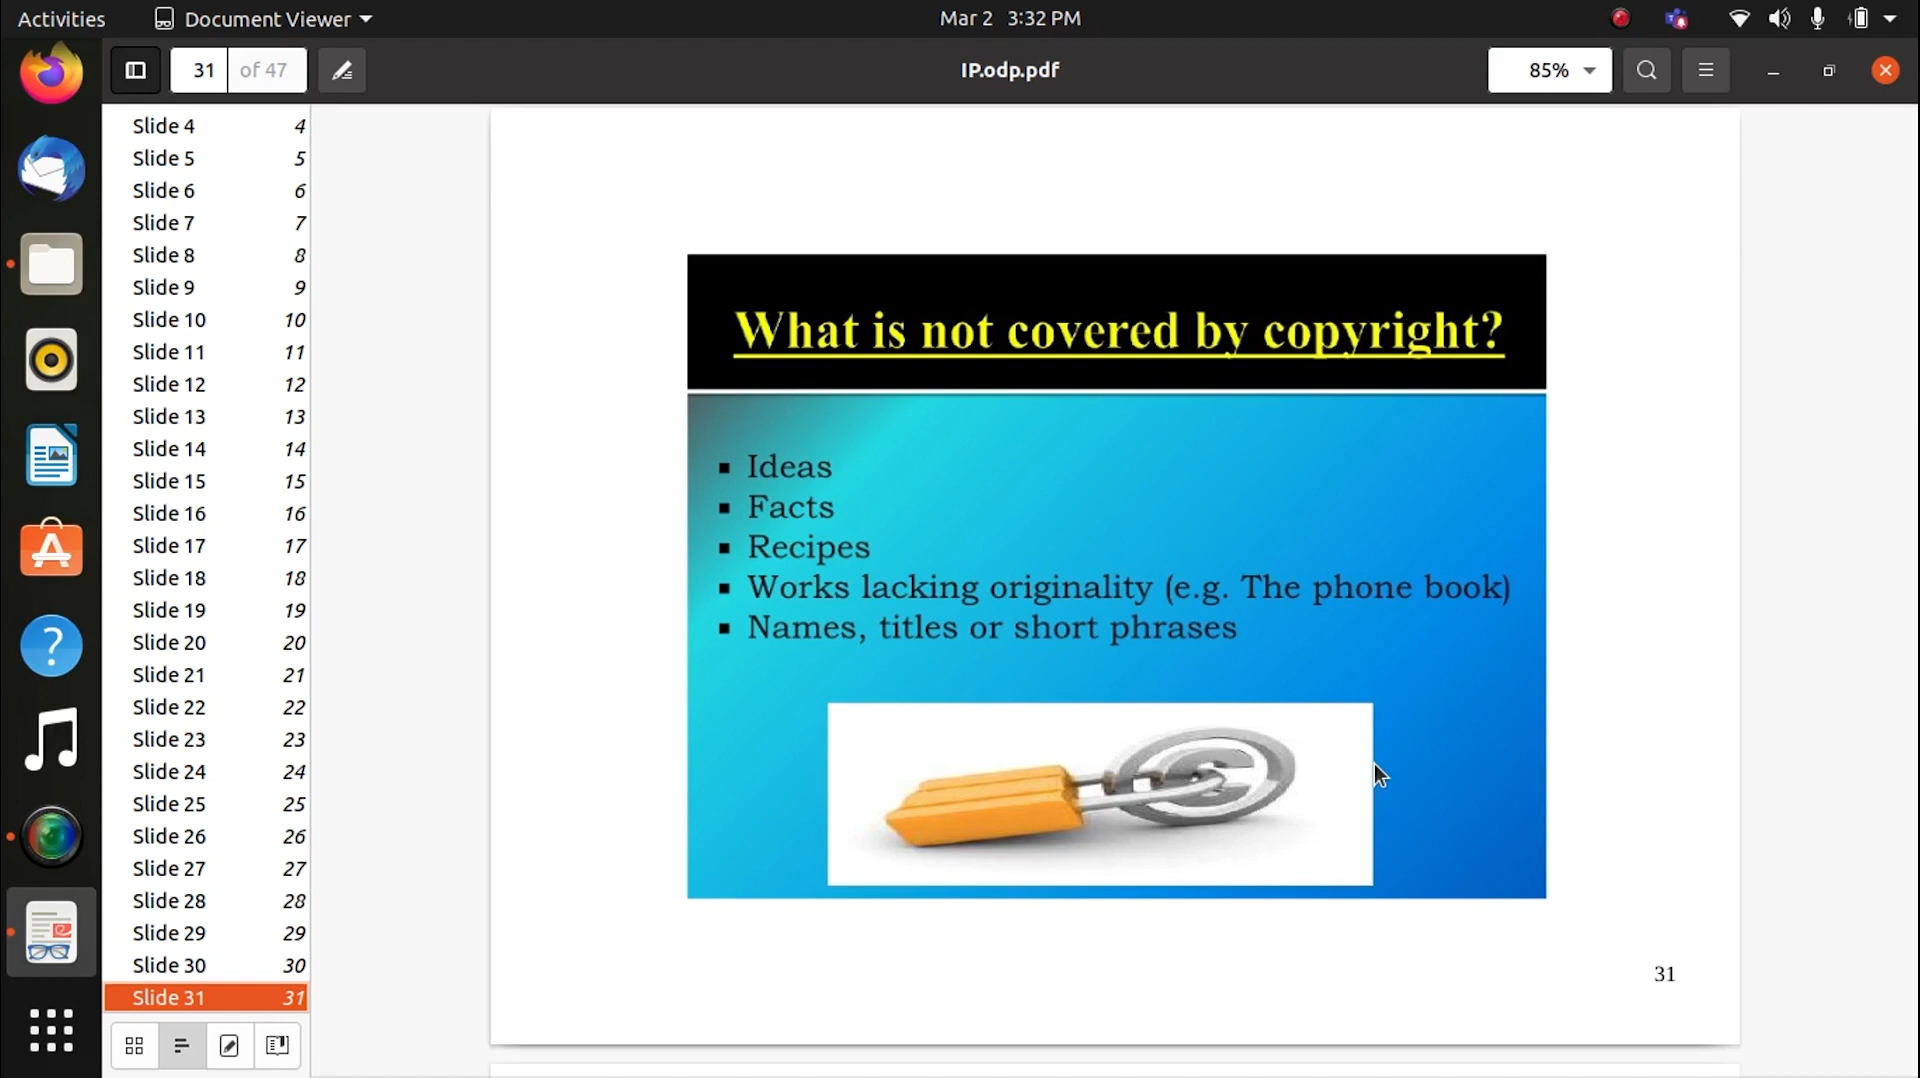 Activities
Document Viewer
Mar 2 3:32 PM
31 of 47
IP.odp.pdf
85%
Slide 4 4
Slide 5 5
Slide 6 6
Slide 7 7
Slide 8 8
Slide 9 9
Slide 10 10
Slide 11 11
Slide 12 12
Slide 13 13
Slide 14 14
Slide 15 15
Slide 16 16
Slide 17 17
Slide 18 18
Slide 19 19
Slide 20 20
Slide 21 21
Slide 22 22
Slide 23 23
Slide 24 24
Slide 25 25
Slide 26 26
Slide 27 27
Slide 28 28
Slide 29 29
Slide 30 30
Slide 31 31
What is not covered by copyright?
▪ Ideas
▪ Facts
▪ Recipes
▪ Works lacking originality (e.g. The phone book)
▪ Names, titles or short phrases
31